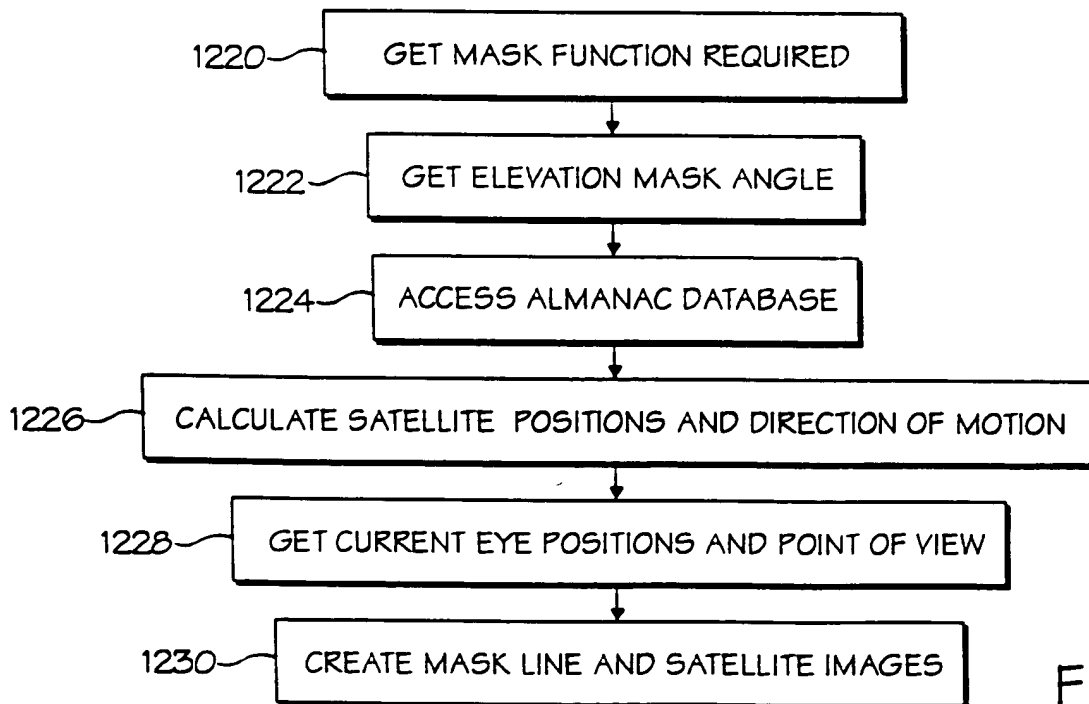 1220 GET MASK FUNCTION REQUIRED
1222 GET ELEVATION MASK ANGLE
1224 ACCESS ALMANAC DATABASE
1226 CALCULATE SATELLITE POSITIONS AND DIRECTION OF MOTION
1228 GET CURRENT EYE POSITIONS AND POINT OF VIEW
1230 CREATE MASK LINE AND SATELLITE IMAGES
F